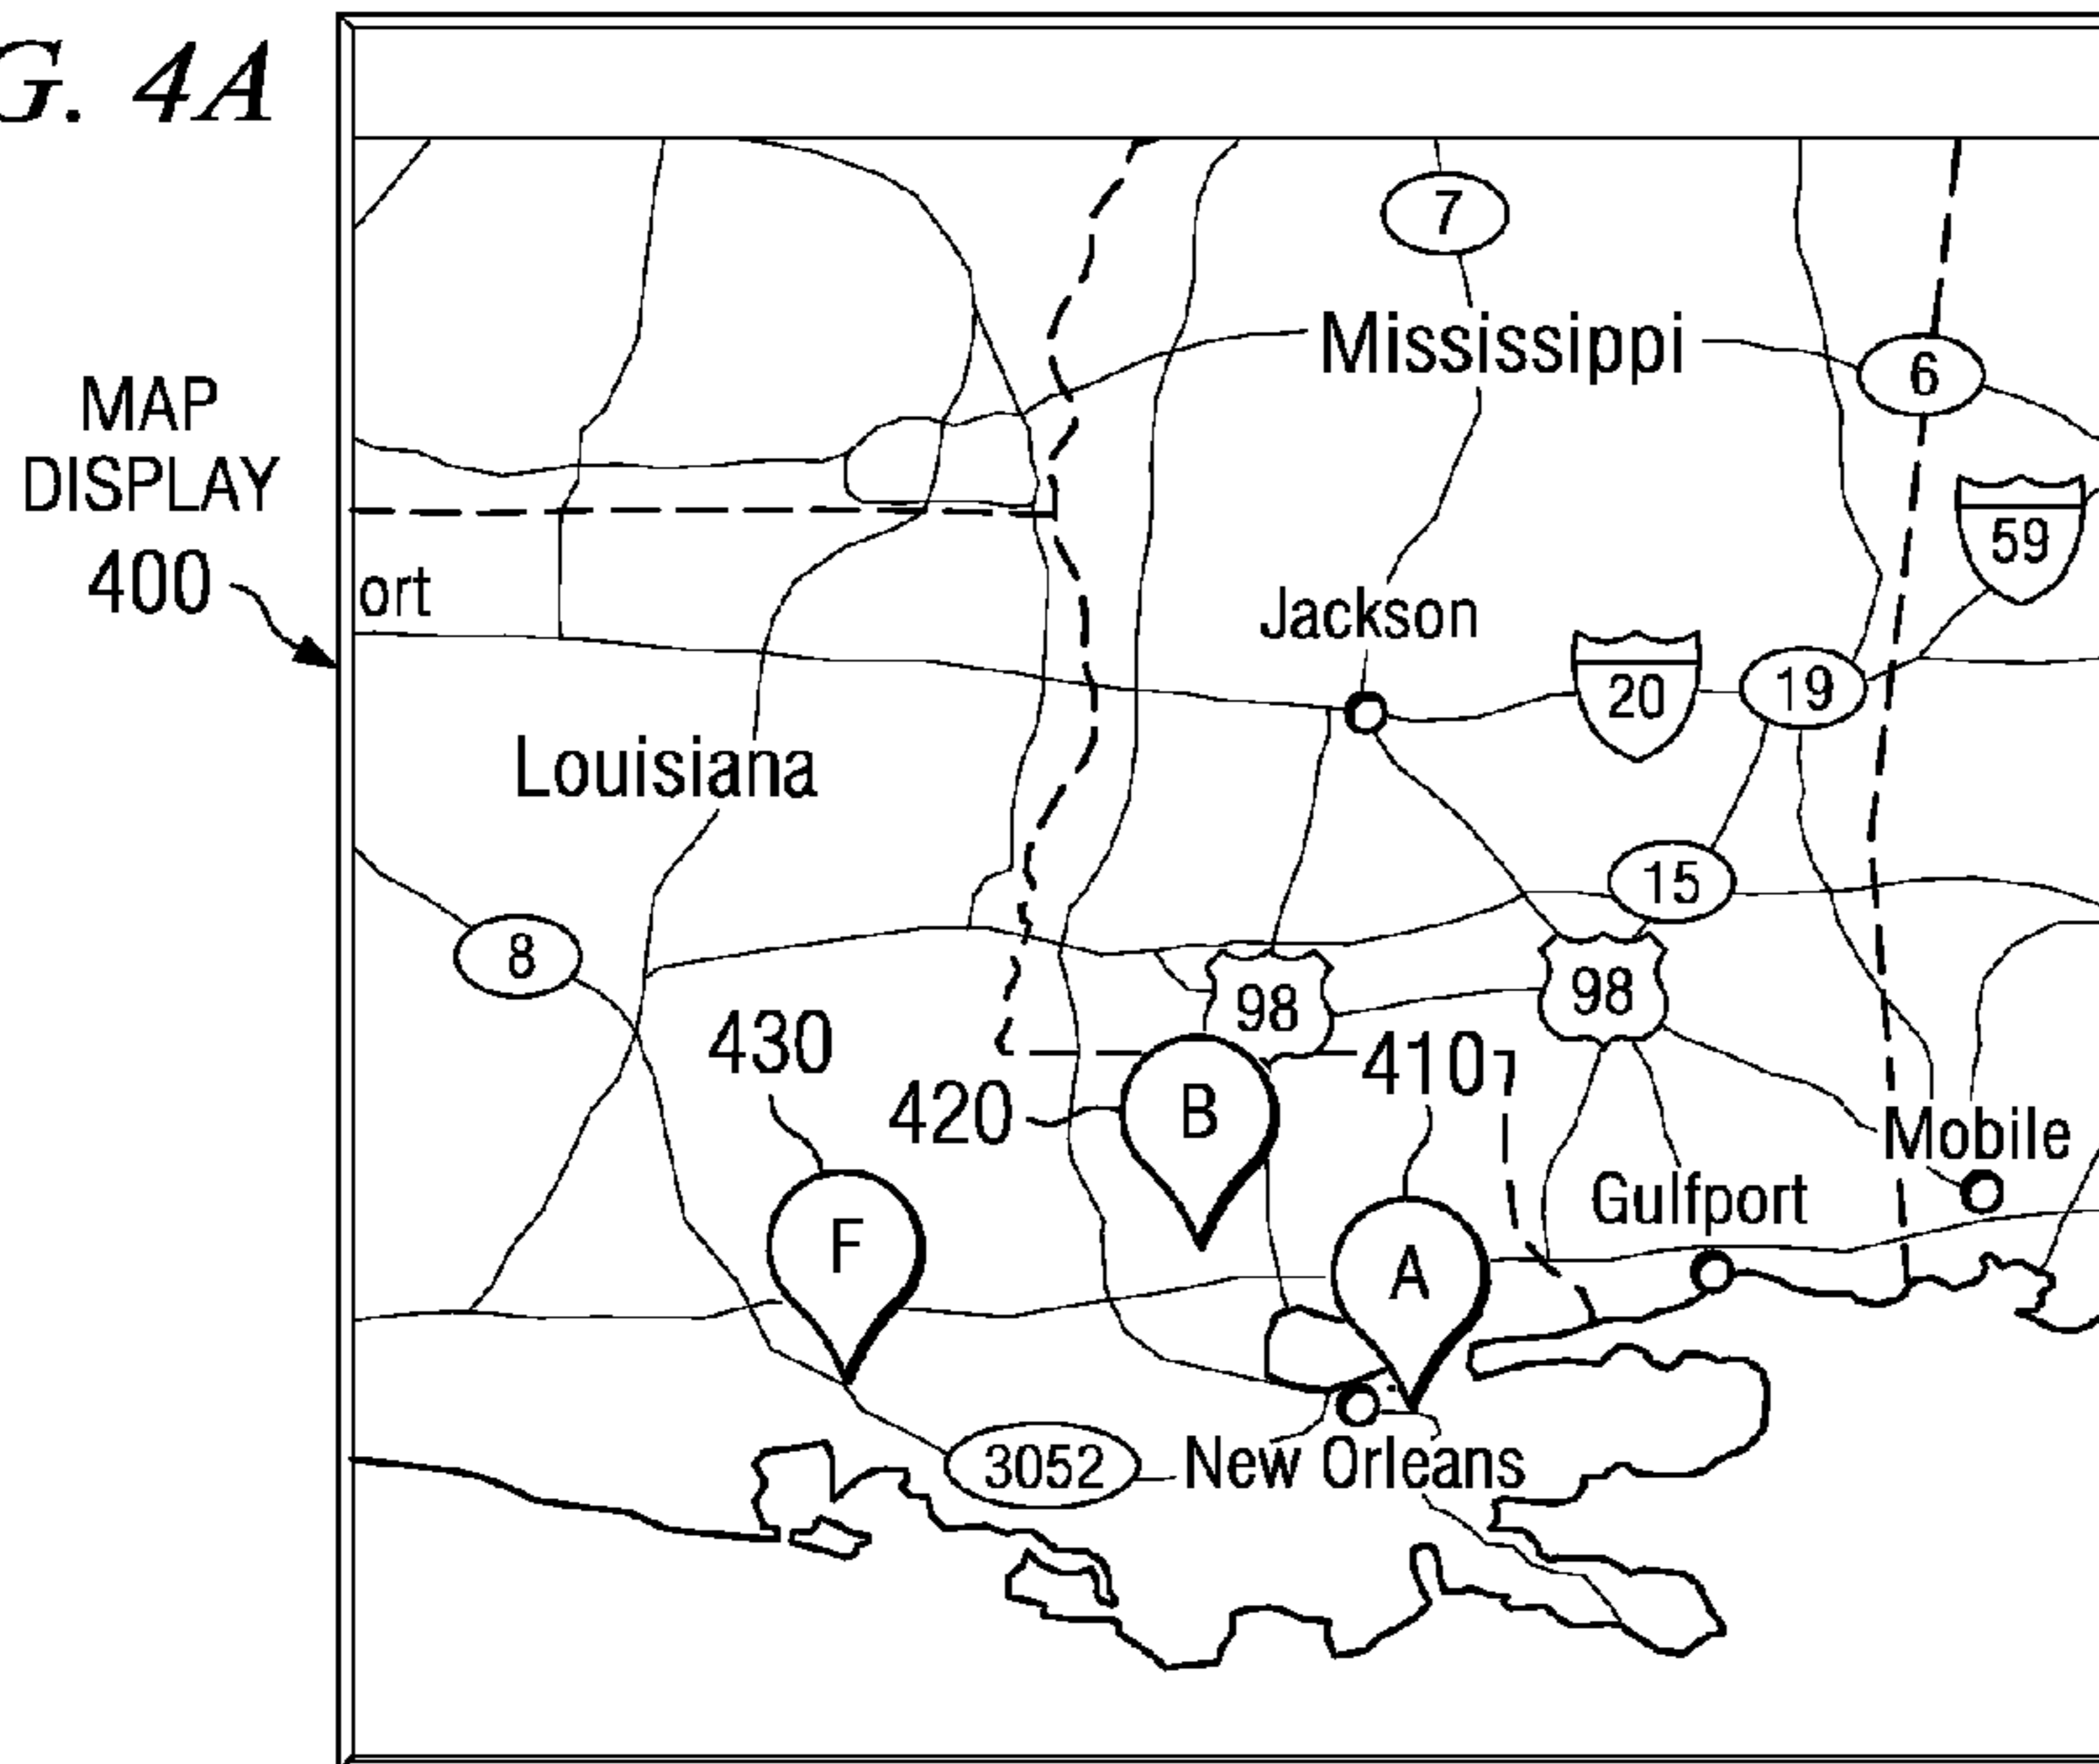 G. 4A
MAP
DISPLAY
400
7
Mississippi
6
59
ort
Jackson
20
19
Louisiana
15
8
98
98
430
410
420
B
Mobile
Gulfport
F
A
3052
New Orleans